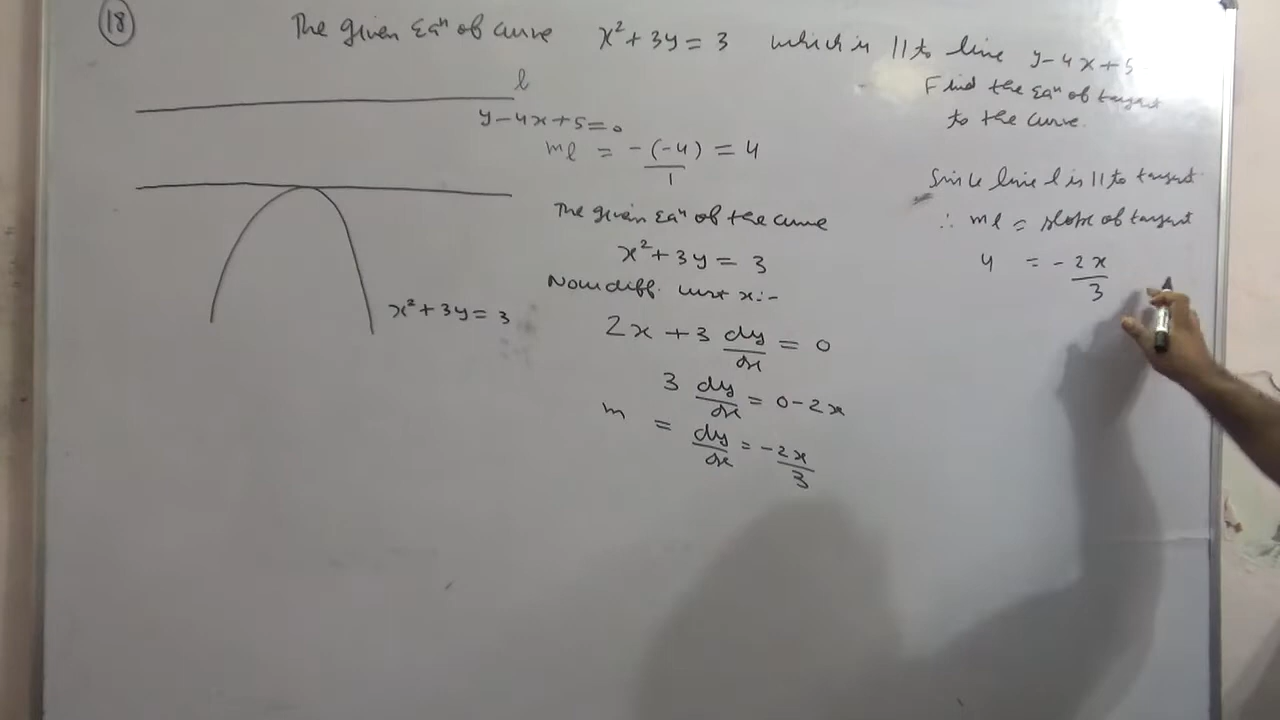 18
The given Eqn of curve x² + 3y = 3 which is || to line y - 4x + 5
Find the Eqn of tangent
to the curve.
l
y - 4x + 5 = 0
ml = -(-4)/1 = 4
The given Eqn of the curve
x² + 3y = 3
Now diff. wrt x:-
2x + 3 dy/dx = 0
3 dy/dx = 0 - 2x
m = dy/dx = -2x/3
x² + 3y = 3
Since line l is || to tangent
∴ ml = slope of tangent
4 = -2x/3